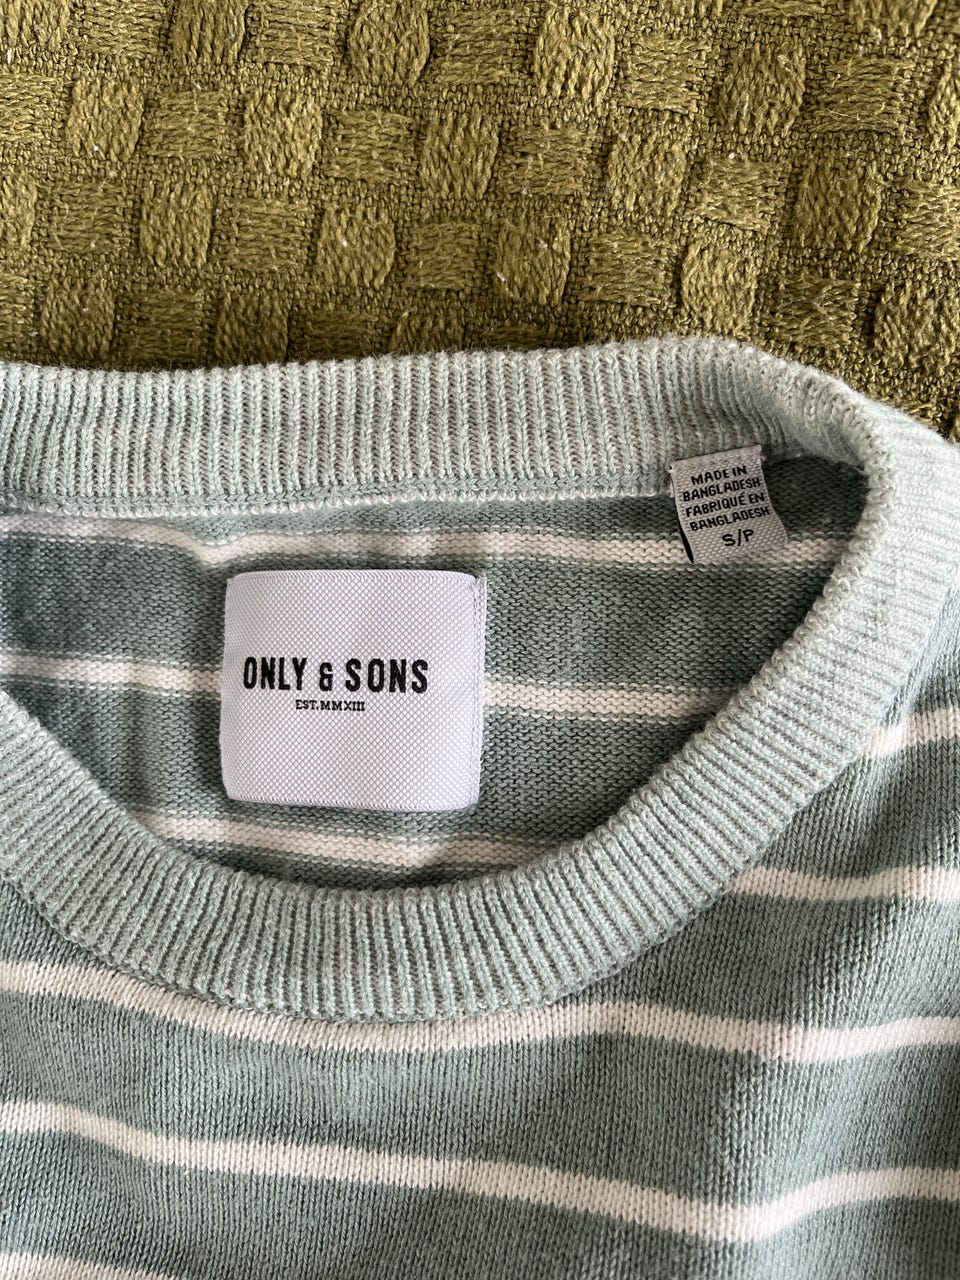 MADE IN
BANGLADESH
FABRIQUÉ EN
BANGLADESH
S/P
ONLY & SONS
EST. MMXIII